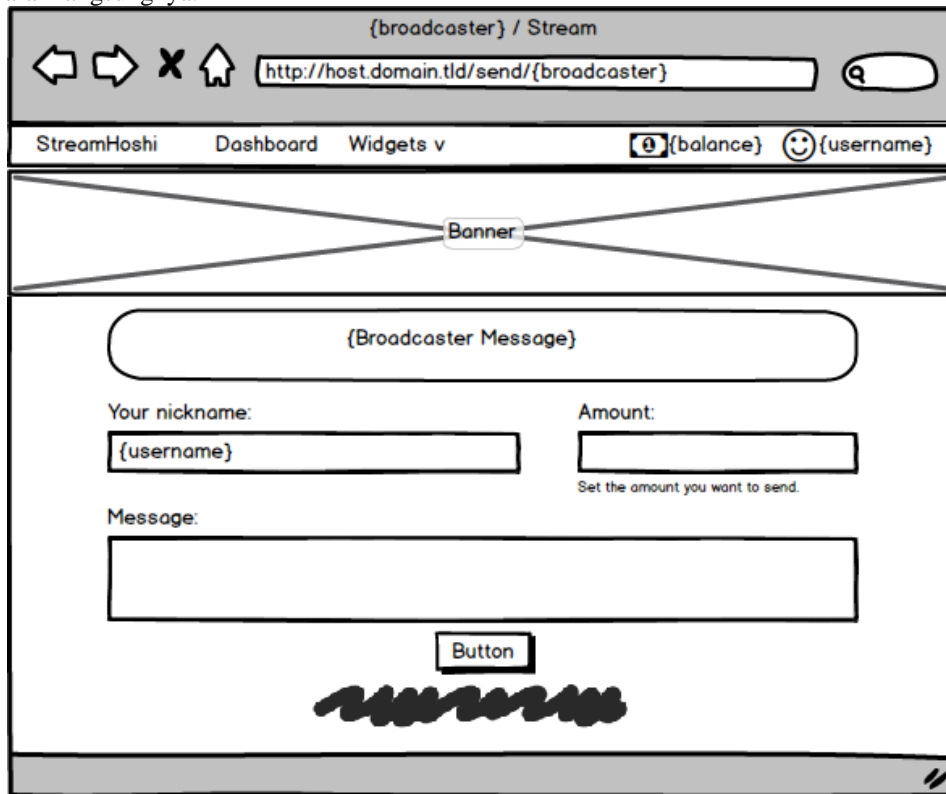 {broadcaster} / Stream
http://host.domain.tld/send/{broadcaster}
StreamHoshi Dashboard Widgets v {balance} {username}
Banner
{Broadcaster Message}
Your nickname: Amount:
{username}
Set the amount you want to send.
Message:
Button